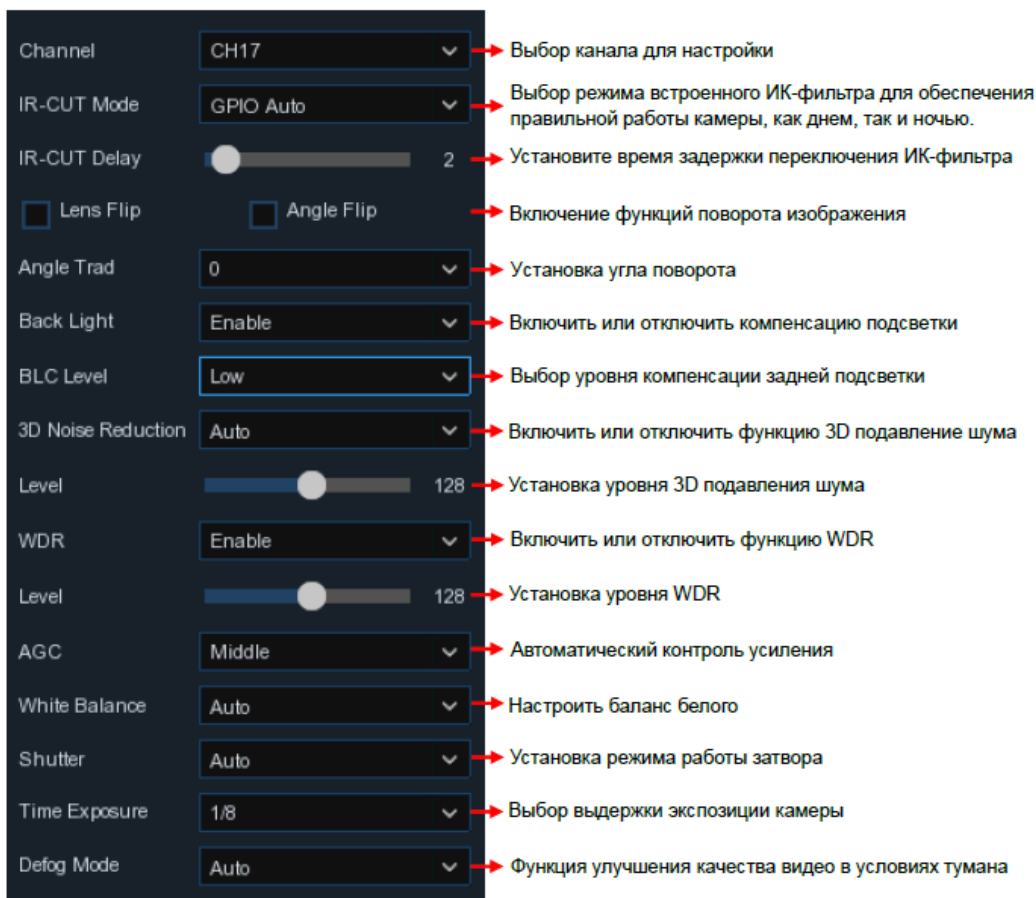 Channel CH17 Выбор канала для настройки
IR-CUT Mode GPIO Auto Выбор режима встроенного ИК-фильтра для обеспечения
правильной работы камеры, как днем, так и ночью.
IR-CUT Delay 2 Установите время задержки переключения ИК-фильтра
Lens Flip Angle Flip Включение функций поворота изображения
Angle Trad 0 Установка угла поворота
Back Light Enable Включить или отключить компенсацию подсветки
BLC Level Low Выбор уровня компенсации задней подсветки
3D Noise Reduction Auto Включить или отключить функцию 3D подавление шума
Level 128 Установка уровня 3D подавления шума
WDR Enable Включить или отключить функцию WDR
Level 128 Установка уровня WDR
AGC Middle Автоматический контроль усиления
White Balance Auto Настроить баланс белого
Shutter Auto Установка режима работы затвора
Time Exposure 1/8 Выбор выдержки экспозиции камеры
Defog Mode Auto Функция улучшения качества видео в условиях тумана